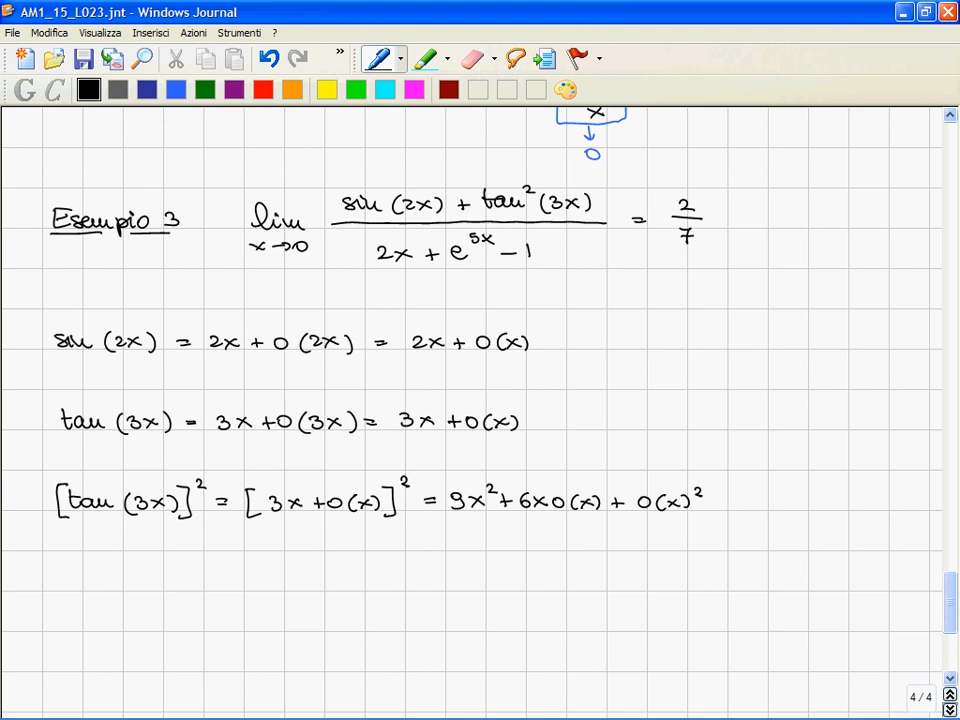 AM1_15_L023.jnt - Windows Journal
File Modifica Visualizza Inserisci Azioni Strumenti ?
G C
x
↓
0
Esempio 3 lim x→0 (sin (2x) + tan² (3x)) / (2x + e^5x − 1) = 2/7
sin (2x) = 2x + o (2x) = 2x + o (x)
tan (3x) = 3x + o (3x) = 3x + o (x)
[tan (3x)]² = [3x + o (x)]² = 9x² + 6x o (x) + o (x)²
4 / 4